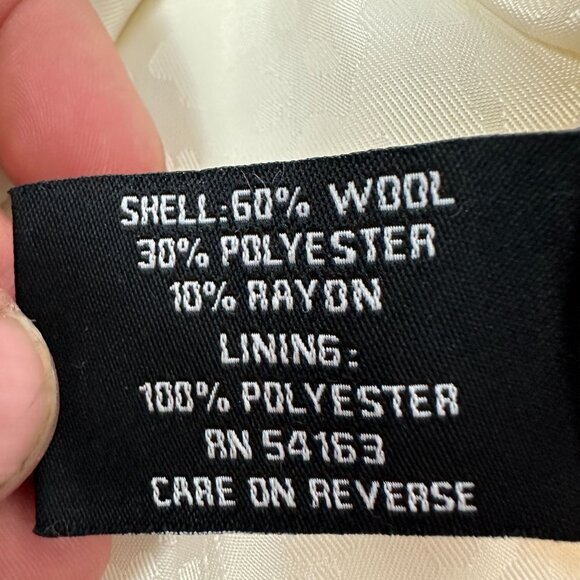 SHELL:60% WOOL
30% POLYESTER
10% RAYON
LINING:
100% POLYESTER
RN 54163
CARE ON REVERSE